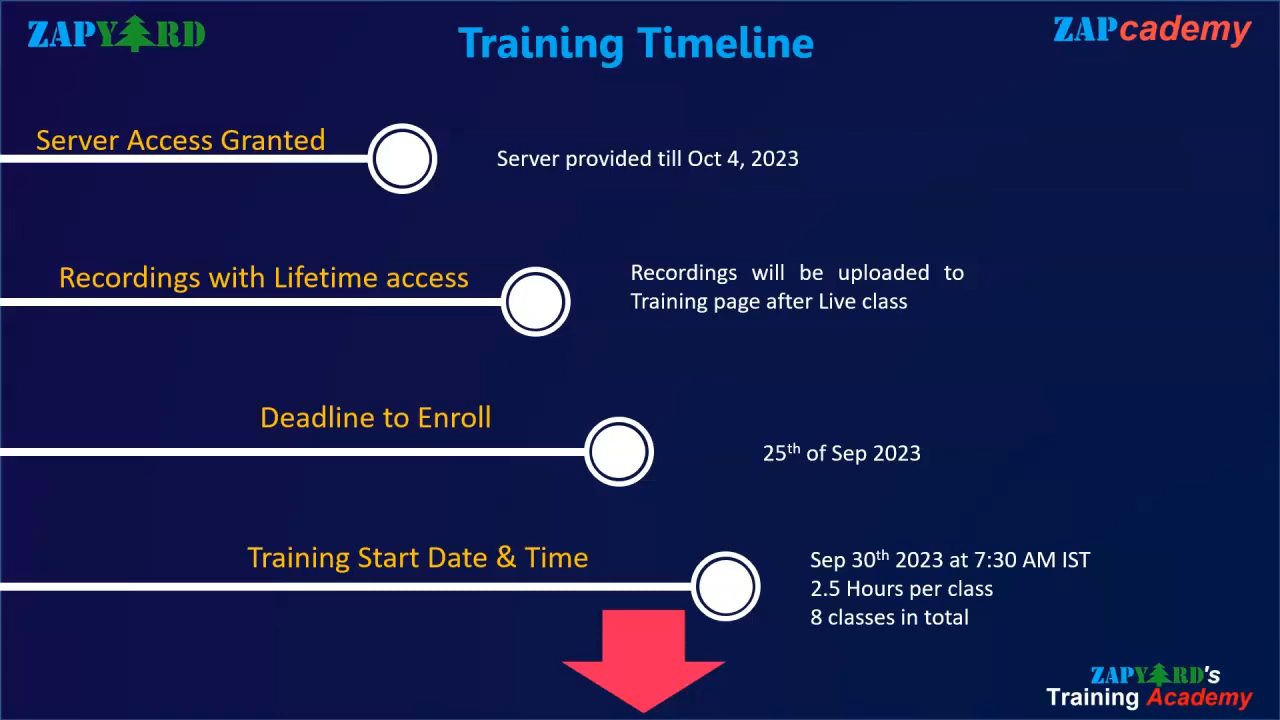 ZAPYARD
Training Timeline
ZAPcademy
Server Access Granted
Server provided till Oct 4, 2023
Recordings with Lifetime access
Recordings will be uploaded to
Training page after Live class
Deadline to Enroll
25th of Sep 2023
Training Start Date & Time
Sep 30th 2023 at 7:30 AM IST
2.5 Hours per class
8 classes in total
ZAPYARD's
Training Academy